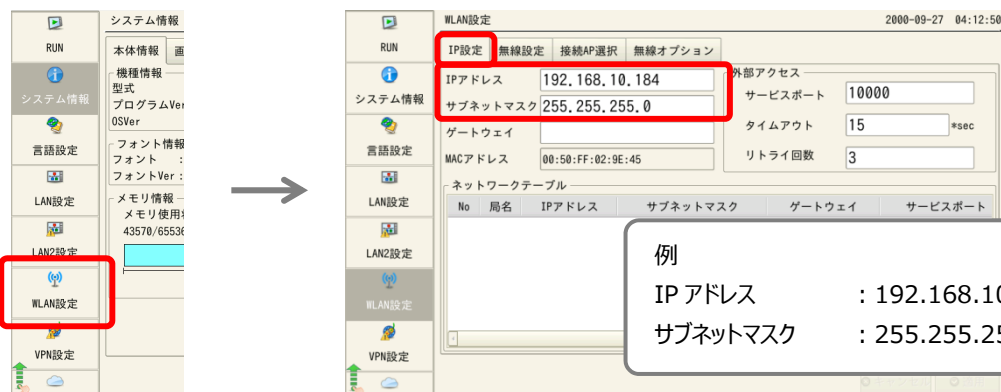 システム情報
RUN
本体情報
機種情報
システム情報
型式
プログラムVer
OSVer
言語設定
フォント情報
フォント :
フォントVer:
LAN設定
メモリ情報
メモリ使用
43570/65536
LAN2設定
WLAN設定
VPN設定
WLAN設定 2000-09-27 04:12:50
RUN
IP設定 無線設定 接続AP選択 無線オプション
IPアドレス 192.168.10.184
サブネットマスク 255.255.255.0
ゲートウェイ
MACアドレス 00:50:FF:02:9E:45
外部アクセス
サービスポート 10000
タイムアウト 15 *sec
リトライ回数 3
システム情報
言語設定
LAN設定
LAN2設定
WLAN設定
VPN設定
ネットワークテーブル
No 局名 IPアドレス サブネットマスク ゲートウェイ サービスポート
例
IP アドレス : 192.168.10
サブネットマスク : 255.255.25
キャンセル